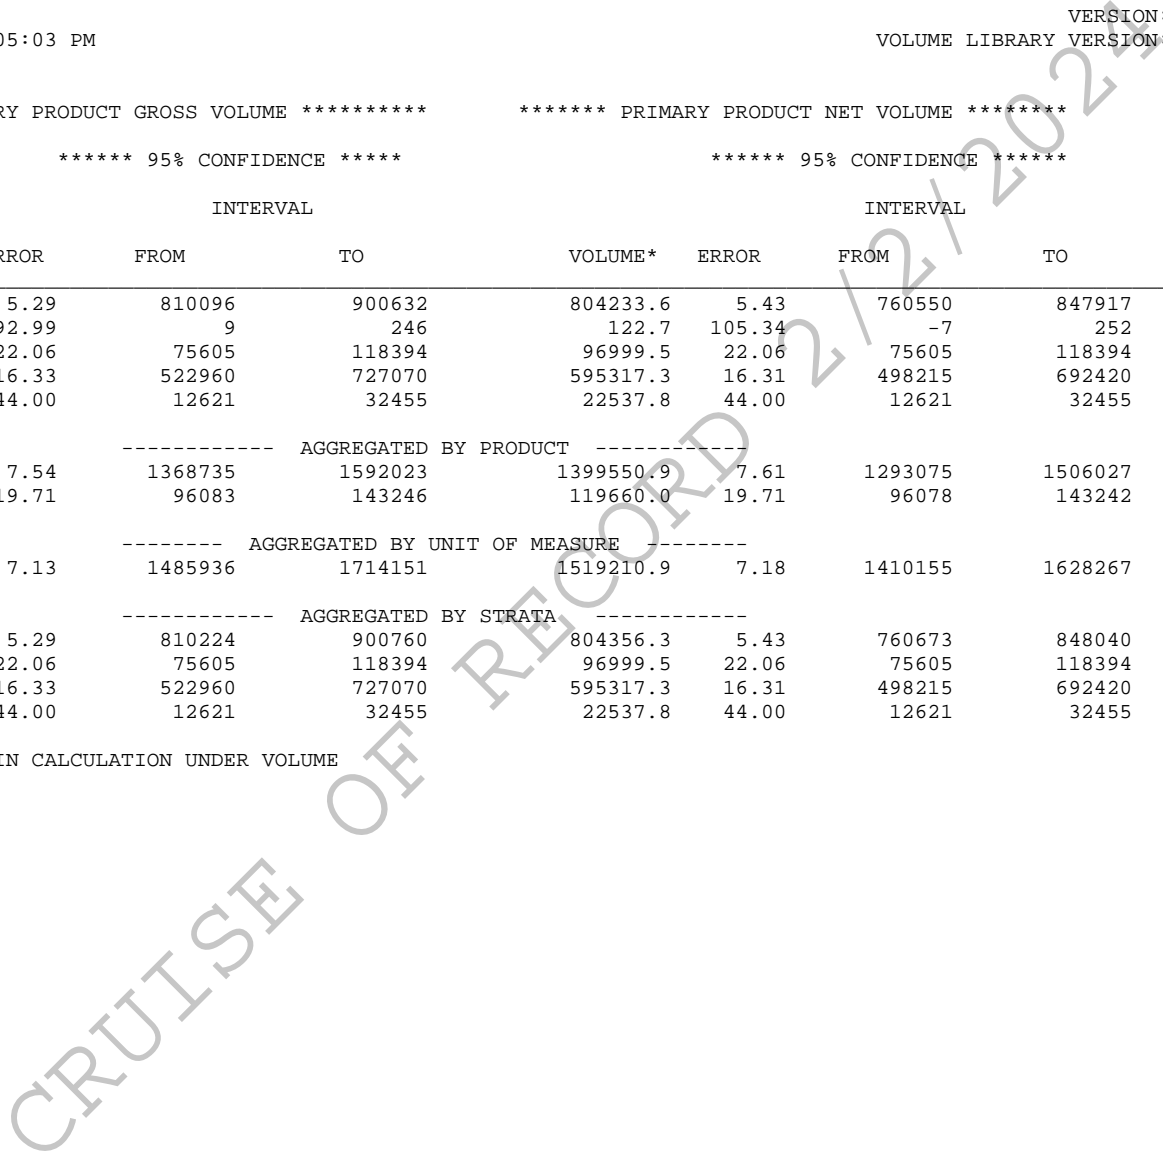 VERSION:
05:03 PM VOLUME LIBRARY VERSION:
RY PRODUCT GROSS VOLUME ********** ******* PRIMARY PRODUCT NET VOLUME ********
****** 95% CONFIDENCE ***** ****** 95% CONFIDENCE ******
INTERVAL INTERVAL
RROR FROM TO VOLUME* ERROR FROM TO
5.29 810096 900632 804233.6 5.43 760550 847917
92.99 9 246 122.7 105.34 -7 252
22.06 75605 118394 96999.5 22.06 75605 118394
16.33 522960 727070 595317.3 16.31 498215 692420
44.00 12621 32455 22537.8 44.00 12621 32455
------------ AGGREGATED BY PRODUCT ------------
7.54 1368735 1592023 1399550.9 7.61 1293075 1506027
19.71 96083 143246 119660.0 19.71 96078 143242
-------- AGGREGATED BY UNIT OF MEASURE --------
7.13 1485936 1714151 1519210.9 7.18 1410155 1628267
------------ AGGREGATED BY STRATA ------------
5.29 810224 900760 804356.3 5.43 760673 848040
22.06 75605 118394 96999.5 22.06 75605 118394
16.33 522960 727070 595317.3 16.31 498215 692420
44.00 12621 32455 22537.8 44.00 12621 32455
IN CALCULATION UNDER VOLUME
CRUISE OF RECORD 2/2/2024